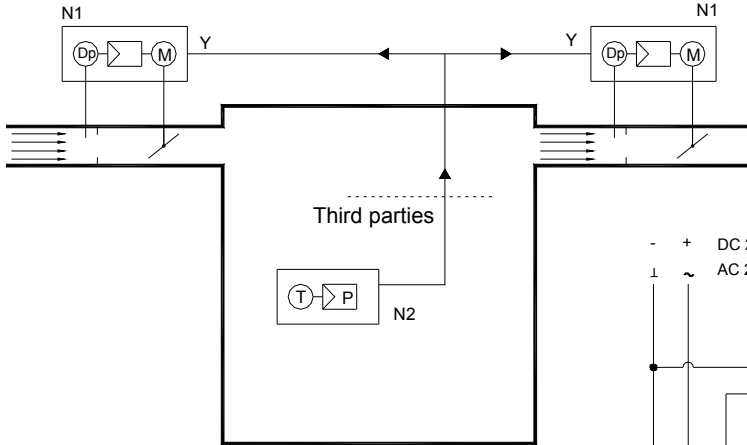 N1
N1
Y
Y
Dp
M
Dp
M
Third parties
- + DC 2
⊥ ~ AC 2
T
P
N2